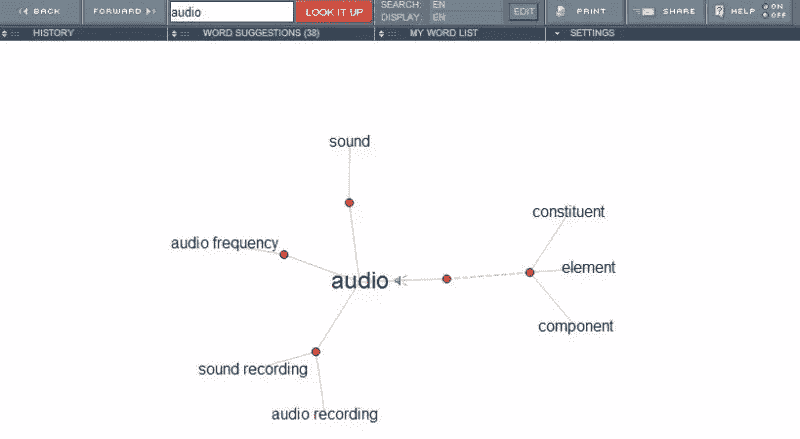 BACK
FORWARD
audio
LOOK IT UP
SEARCH: EN
DISPLAY: EN
EDIT
PRINT
SHARE
HELP
ON
OFF
HISTORY
WORD SUGGESTIONS (38)
MY WORD LIST
SETTINGS
sound
constituent
audio frequency
element
audio
component
sound recording
audio recording